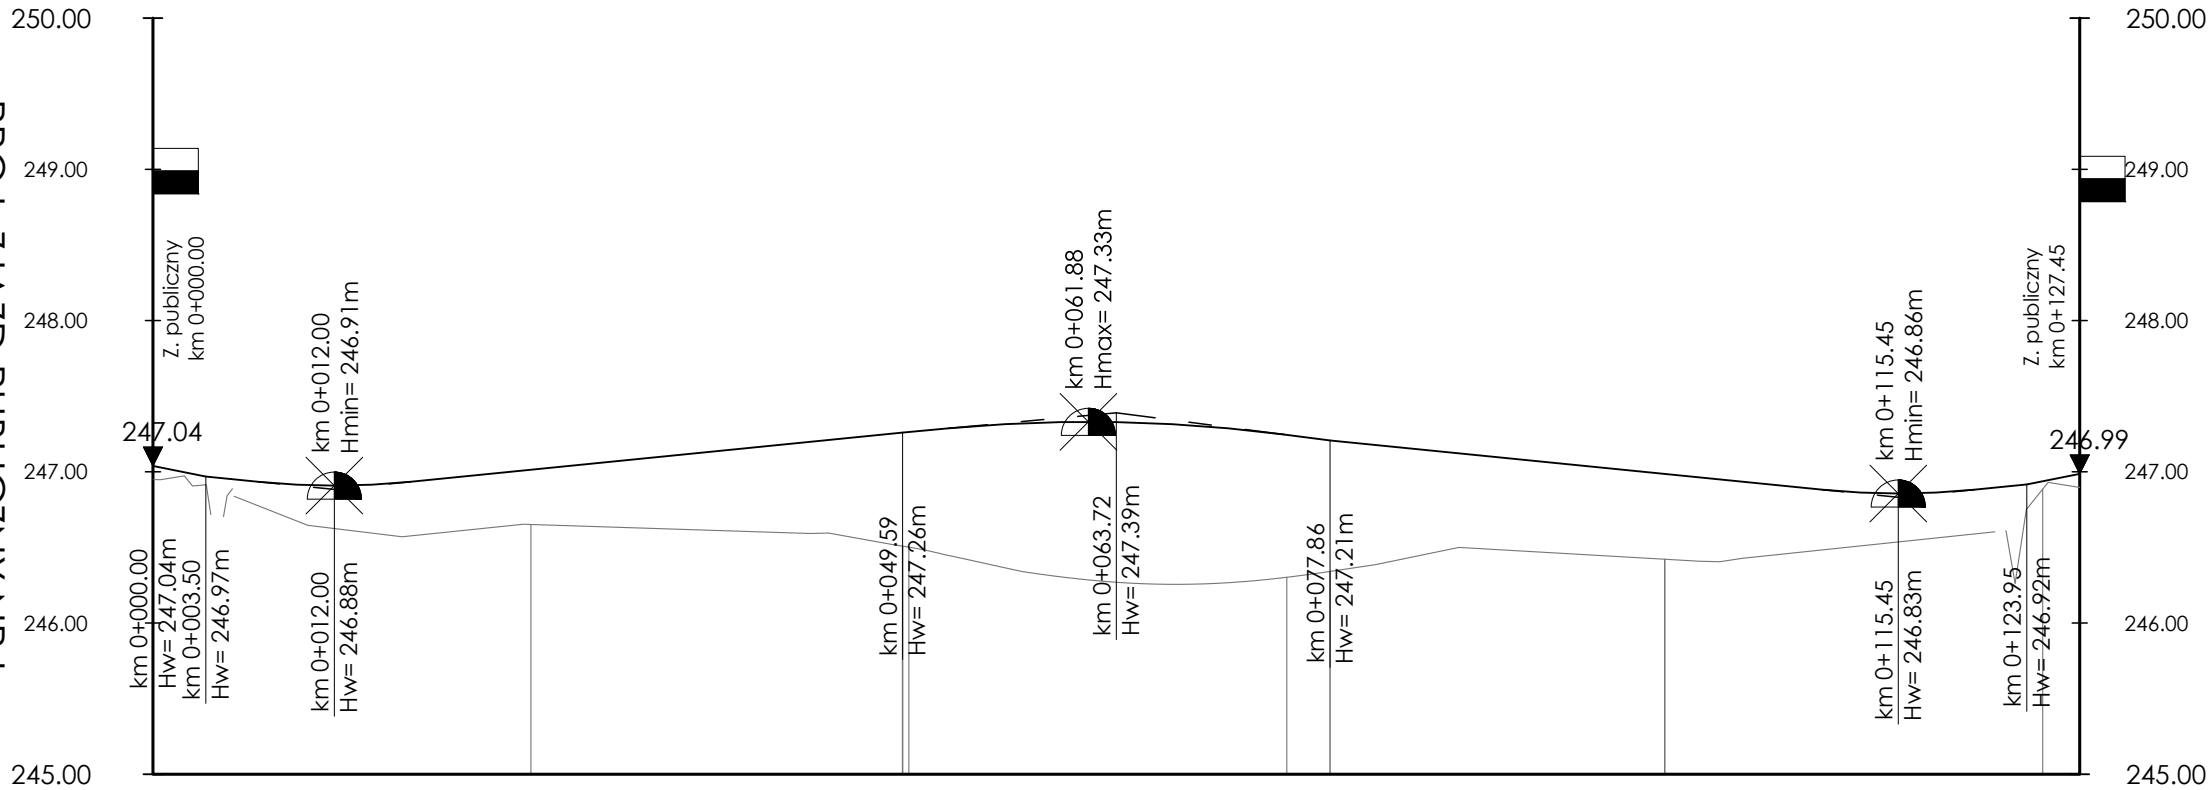 250.00
249.00
248.00
247.00
246.00
245.00
247.04
Z. publiczny
km 0+000.00
km 0+012.00
Hmin= 246.91m
km 0+061.88
Hmax= 247.33m
km 0+115.45
Hmin= 246.86m
Z. publiczny
km 0+127.45
246.99
km 0+000.00
Hw= 247.04m
km 0+003.50
Hw= 246.97m
km 0+012.00
Hw= 246.88m
km 0+049.59
Hw= 247.26m
km 0+063.72
Hw= 247.39m
km 0+077.86
Hw= 247.21m
km 0+115.45
Hw= 246.83m
km 0+123.95
Hw= 246.92m
250.00
249.00
248.00
247.00
246.00
245.00